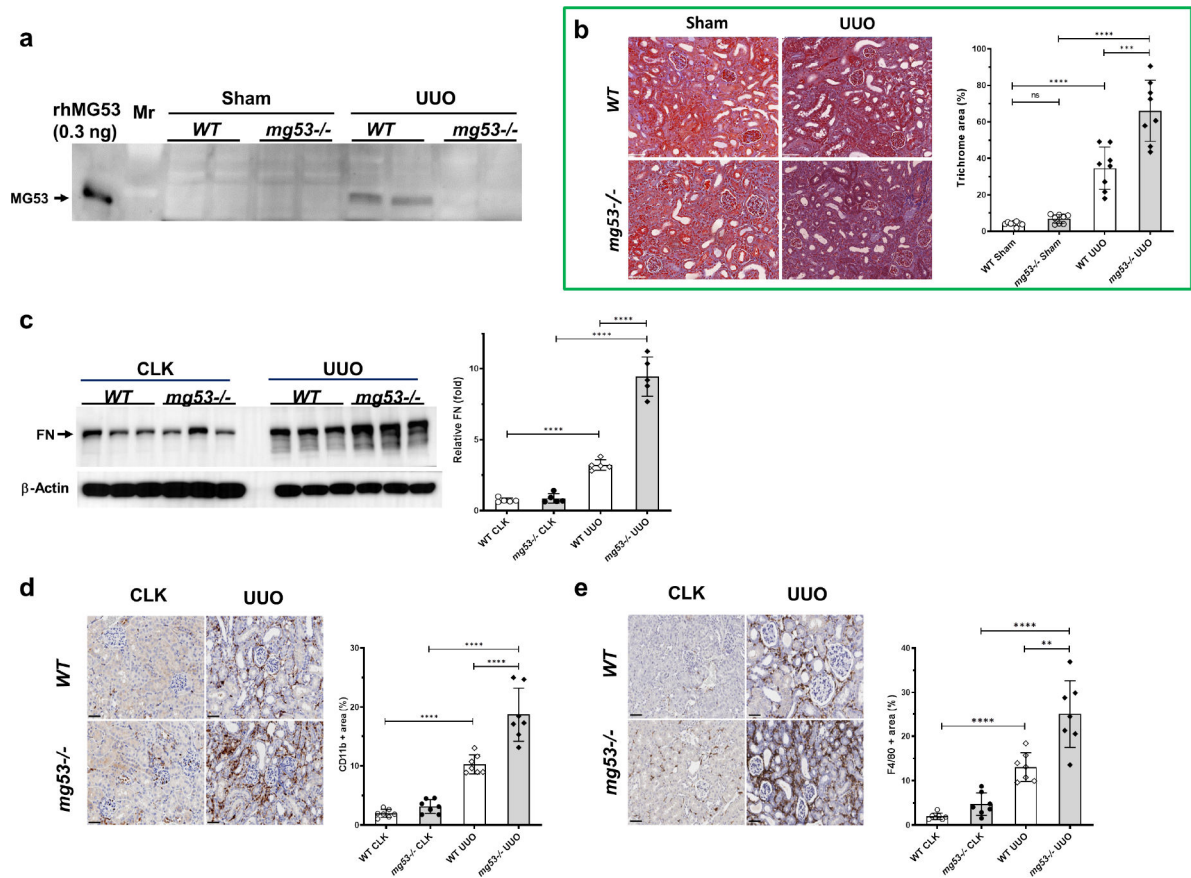 a
rhMG53
(0.3 ng)
Mr
Sham
UUO
WT
mg53-/-
WT
mg53-/-
MG53
b
Sham
UUO
WT
mg53-/-
Trichrome area (%)
100
80
60
40
20
0
****
***
****
ns
WT Sham
mg53-/- Sham
WT UUO
mg53-/- UUO
c
CLK
UUO
WT
mg53-/-
WT
mg53-/-
FN
β-Actin
Relative FN (fold)
10
5
0
****
****
****
WT CLK
mg53-/- CLK
WT UUO
mg53-/- UUO
d
CLK
UUO
WT
mg53-/-
CD11b + area (%)
30
20
10
0
****
****
****
WT CLK
mg53-/- CLK
WT UUO
mg53-/- UUO
e
CLK
UUO
WT
mg53-/-
F4/80 + area (%)
40
30
20
10
0
****
**
****
WT CLK
mg53-/- CLK
WT UUO
mg53-/- UUO